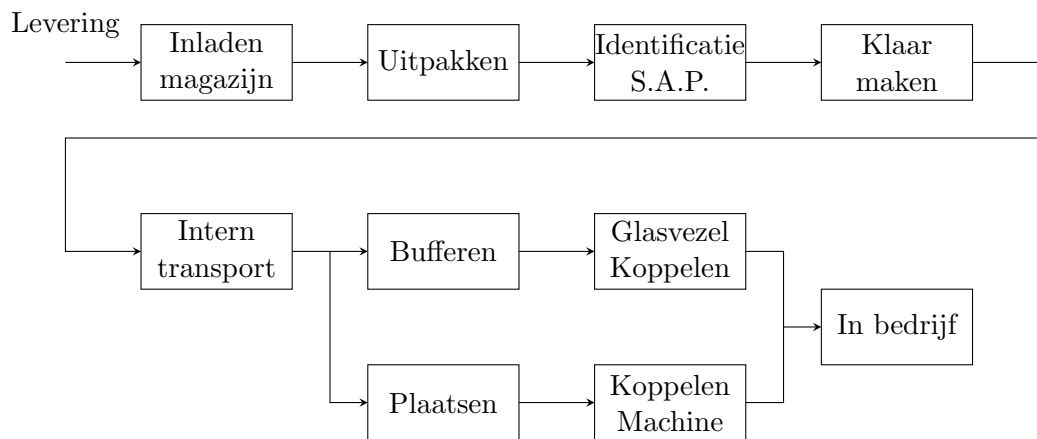 Levering
Inladen
magazijn
Uitpakken
Identificatie
S.A.P.
Klaar
maken
Intern
transport
Bufferen
Glasvezel
Koppelen
In bedrijf
Plaatsen
Koppelen
Machine